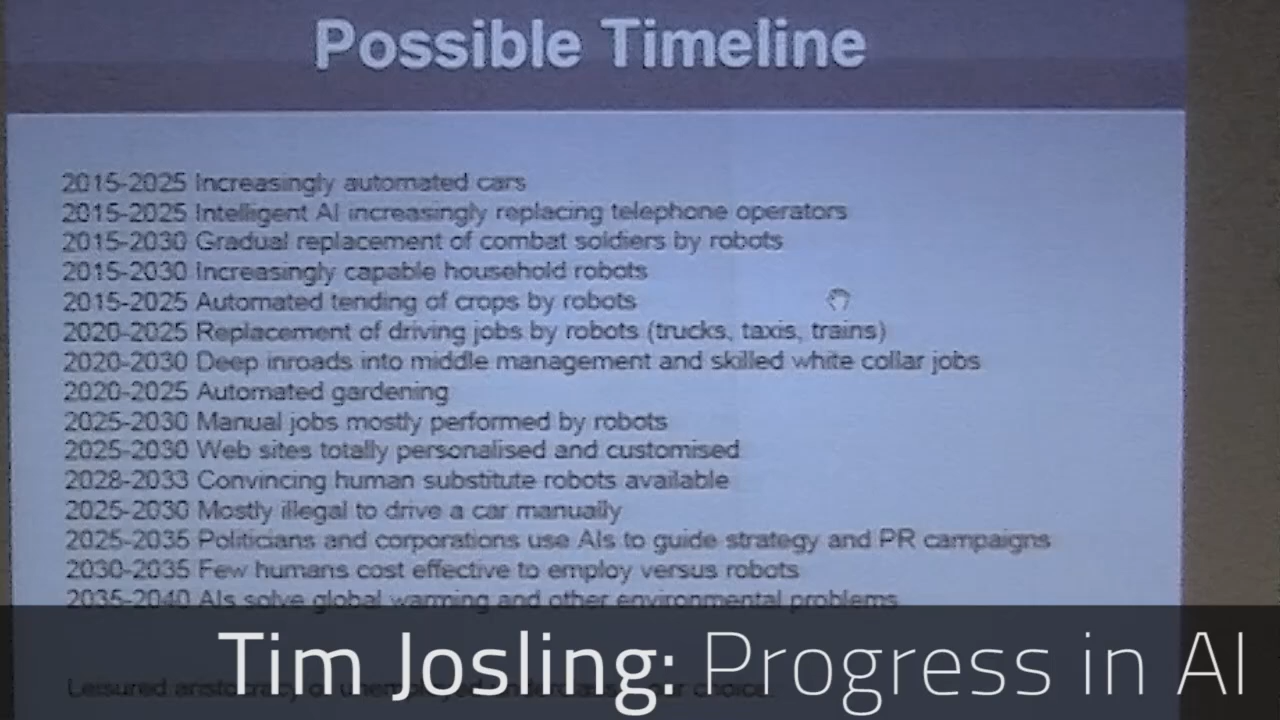 Possible Timeline
2015-2025 Increasingly automated cars
2015-2025 Intelligent AI increasingly replacing telephone operators
2015-2030 Gradual replacement of combat soldiers by robots
2015-2030 Increasingly capable household robots
2015-2025 Automated tending of crops by robots
2020-2025 Replacement of driving jobs by robots (trucks, taxis, trains)
2020-2030 Deep inroads into middle management and skilled white collar jobs
2020-2025 Automated gardening
2025-2030 Manual jobs mostly performed by robots
2025-2030 Web sites totally personalised and customised
2028-2033 Convincing human substitute robots available
2025-2030 Mostly illegal to drive a car manually
2025-2035 Politicians and corporations use AIs to guide strategy and PR campaigns
2030-2035 Few humans cost effective to employ versus robots
2035-2040 AIs solve global warming and other environmental problems
Tim Josling: Progress in AI
Leisured aristocracy or choice